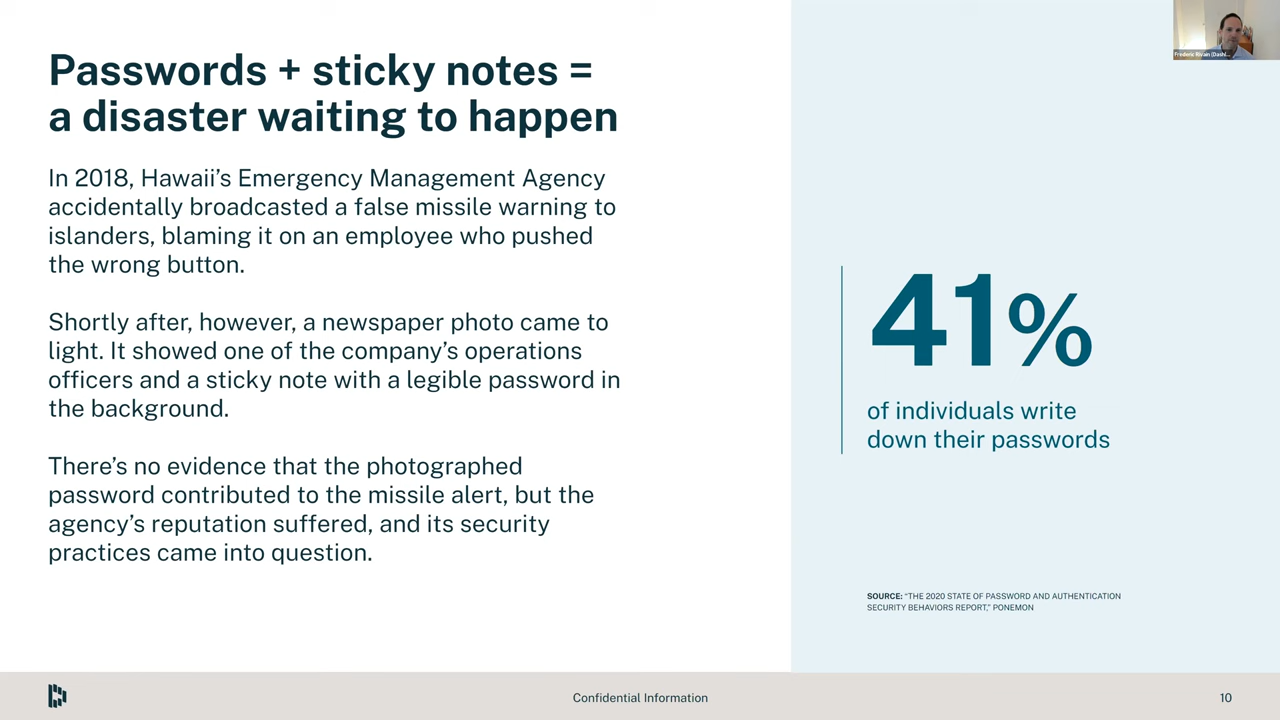 Passwords + sticky notes =
a disaster waiting to happen
In 2018, Hawaii’s Emergency Management Agency
accidentally broadcasted a false missile warning to
islanders, blaming it on an employee who pushed
the wrong button.
Shortly after, however, a newspaper photo came to
light. It showed one of the company’s operations
officers and a sticky note with a legible password in
the background.
There’s no evidence that the photographed
password contributed to the missile alert, but the
agency’s reputation suffered, and its security
practices came into question.
41%
of individuals write
down their passwords
SOURCE: “THE 2020 STATE OF PASSWORD AND AUTHENTICATION
SECURITY BEHAVIORS REPORT,” PONEMON
Frederic Rivain (Dashl...
Confidential Information
10